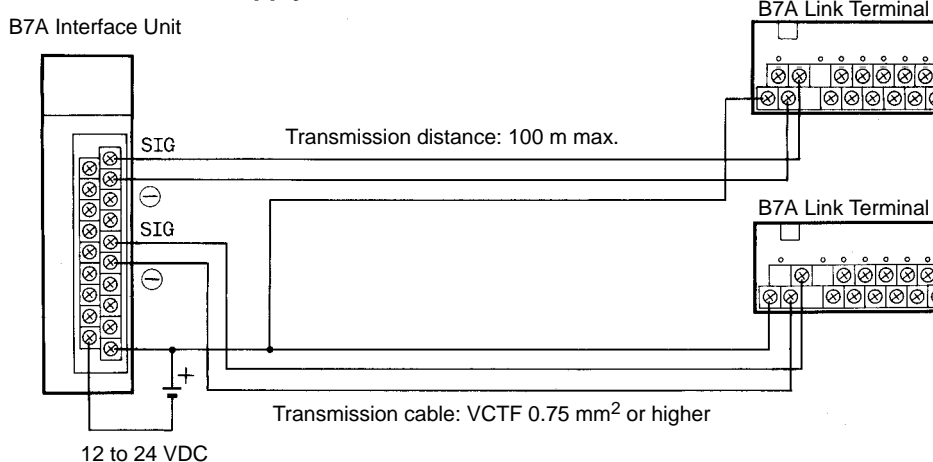 B7A Link Terminal
B7A Interface Unit
SIG
Transmission distance: 100 m max.
⊖
SIG
B7A Link Terminal
⊖
+
Transmission cable: VCTF 0.75 mm² or higher
12 to 24 VDC